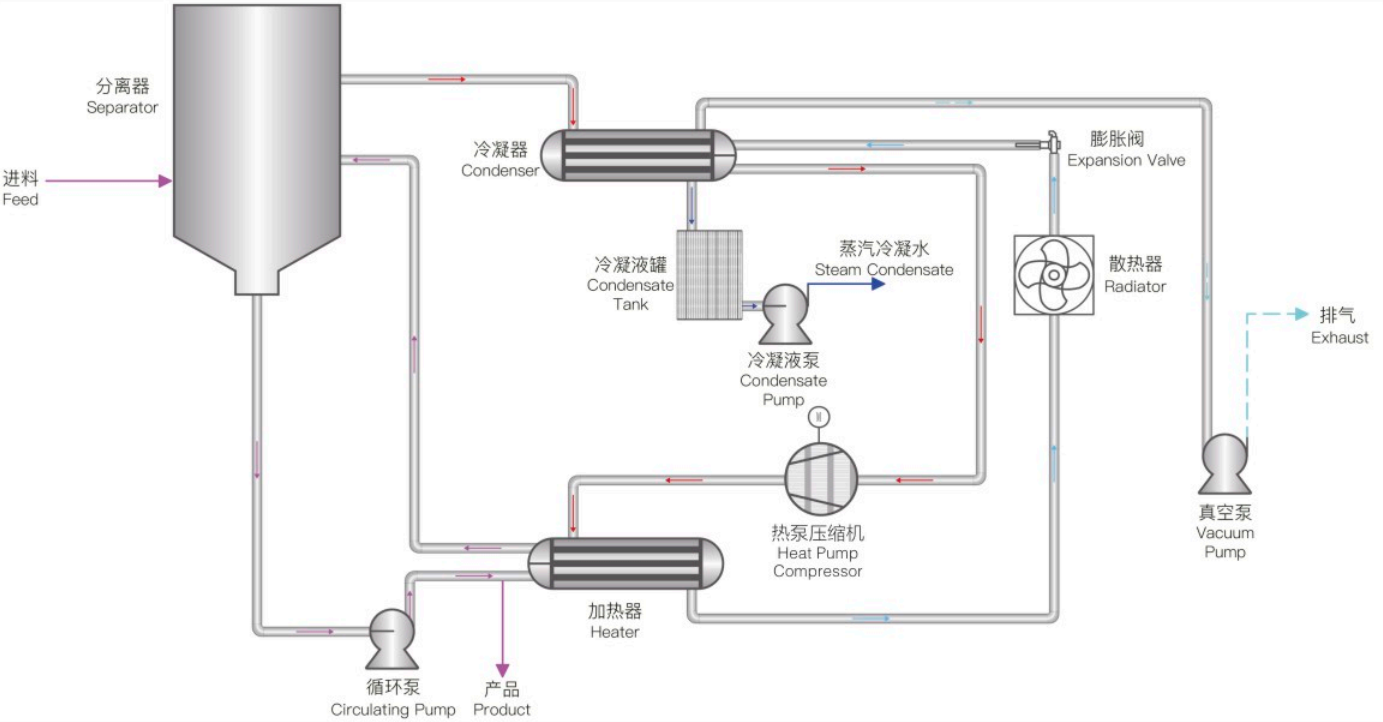 分离器
Separator
进料
Feed
冷凝器
Condenser
膨胀阀
Expansion Valve
冷凝液罐
Condensate
Tank
蒸汽冷凝水
Steam Condensate
散热器
Radiator
排气
Exhaust
冷凝液泵
Condensate
Pump
热泵压缩机
Heat Pump
Compressor
真空泵
Vacuum
Pump
加热器
Heater
循环泵
Circulating Pump
产品
Product